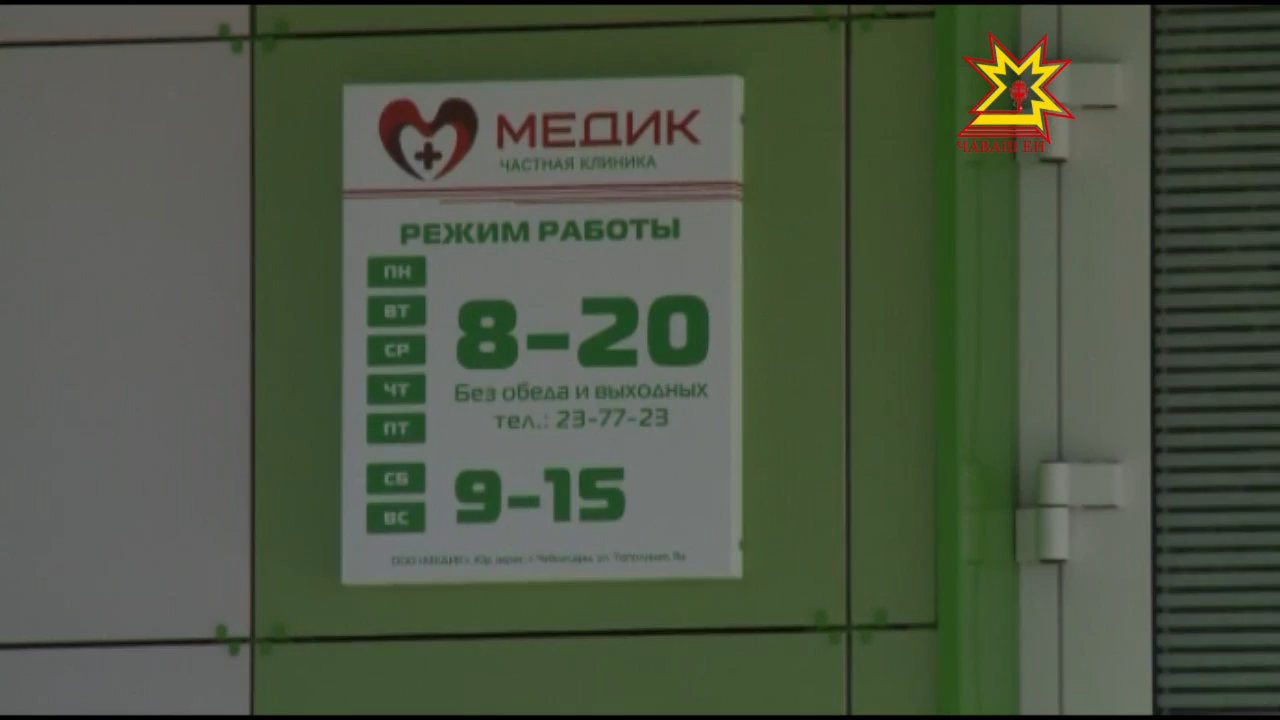 МЕДИК
ЧАСТНАЯ КЛИНИКА
РЕЖИМ РАБОТЫ
ПН
ВТ
СР
ЧТ
ПТ
8-20
Без обеда и выходных
тел.: 23-77-23
СБ
ВС
9-15
ЧĂВАШ ЕН